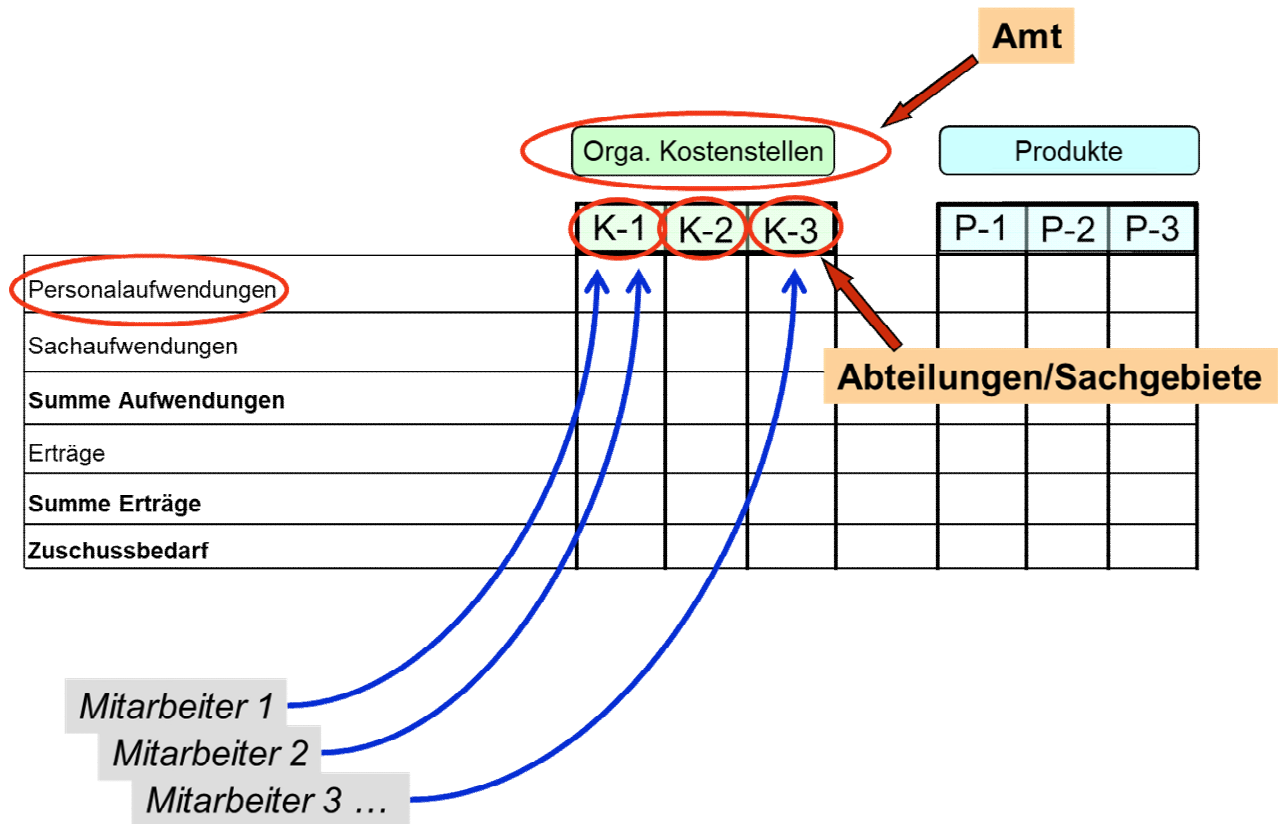 Amt
Orga. Kostenstellen
Produkte
K-1 K-2 K-3
P-1 P-2 P-3
Personalaufwendungen
Sachaufwendungen
Abteilungen/Sachgebiete
Summe Aufwendungen
Erträge
Summe Erträge
Zuschussbedarf
Mitarbeiter 1
Mitarbeiter 2
Mitarbeiter 3 …